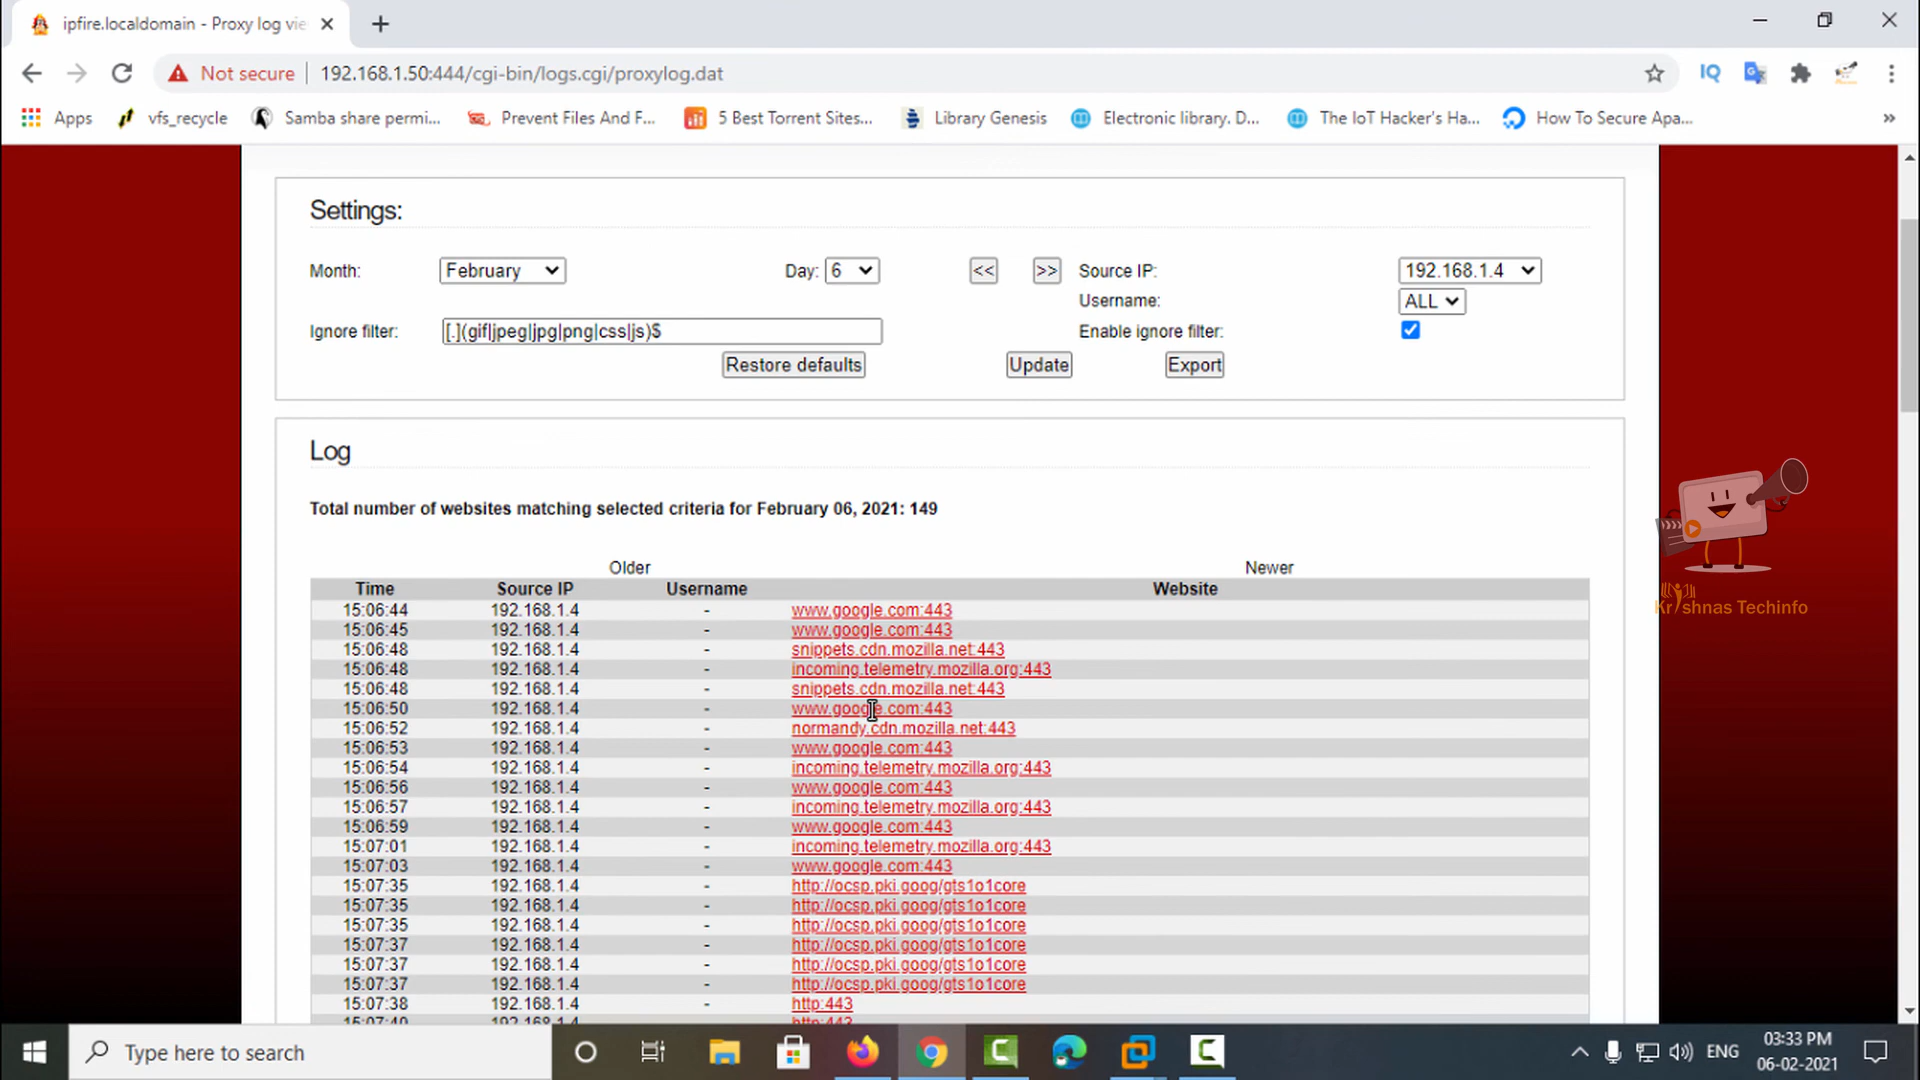 ipfire.localdomain - Proxy log vie
Not secure 192.168.1.50:444/cgi-bin/logs.cgi/proxylog.dat
IQ
Apps vfs_recycle Samba share permi... Prevent Files And F... 5 Best Torrent Sites... Library Genesis Electronic library. D... The IoT Hacker's Ha... How To Secure Apa... »
Settings:
Month: February Day: 6 << >> Source IP: 192.168.1.4
Username: ALL
Ignore filter: [.](gif|jpeg|jpg|png|css|js)$ Enable ignore filter:
Restore defaults Update Export
Log
Total number of websites matching selected criteria for February 06, 2021: 149
Older Newer
Time Source IP Username Website
15:06:44 192.168.1.4 - www.google.com:443
15:06:45 192.168.1.4 - www.google.com:443
15:06:48 192.168.1.4 - snippets.cdn.mozilla.net:443
15:06:48 192.168.1.4 - incoming.telemetry.mozilla.org:443
15:06:48 192.168.1.4 - snippets.cdn.mozilla.net:443
15:06:50 192.168.1.4 - www.google.com:443
15:06:52 192.168.1.4 - normandy.cdn.mozilla.net:443
15:06:53 192.168.1.4 - www.google.com:443
15:06:54 192.168.1.4 - incoming.telemetry.mozilla.org:443
15:06:56 192.168.1.4 - www.google.com:443
15:06:57 192.168.1.4 - incoming.telemetry.mozilla.org:443
15:06:59 192.168.1.4 - www.google.com:443
15:07:01 192.168.1.4 - incoming.telemetry.mozilla.org:443
15:07:03 192.168.1.4 - www.google.com:443
15:07:35 192.168.1.4 - http://ocsp.pki.goog/gts1o1core
15:07:35 192.168.1.4 - http://ocsp.pki.goog/gts1o1core
15:07:35 192.168.1.4 - http://ocsp.pki.goog/gts1o1core
15:07:37 192.168.1.4 - http://ocsp.pki.goog/gts1o1core
15:07:37 192.168.1.4 - http://ocsp.pki.goog/gts1o1core
15:07:37 192.168.1.4 - http://ocsp.pki.goog/gts1o1core
15:07:38 192.168.1.4 - http:443
15:07:40 192.168.1.4 - http:443
Krishnas Techinfo
Type here to search
ENG
03:33 PM
06-02-2021